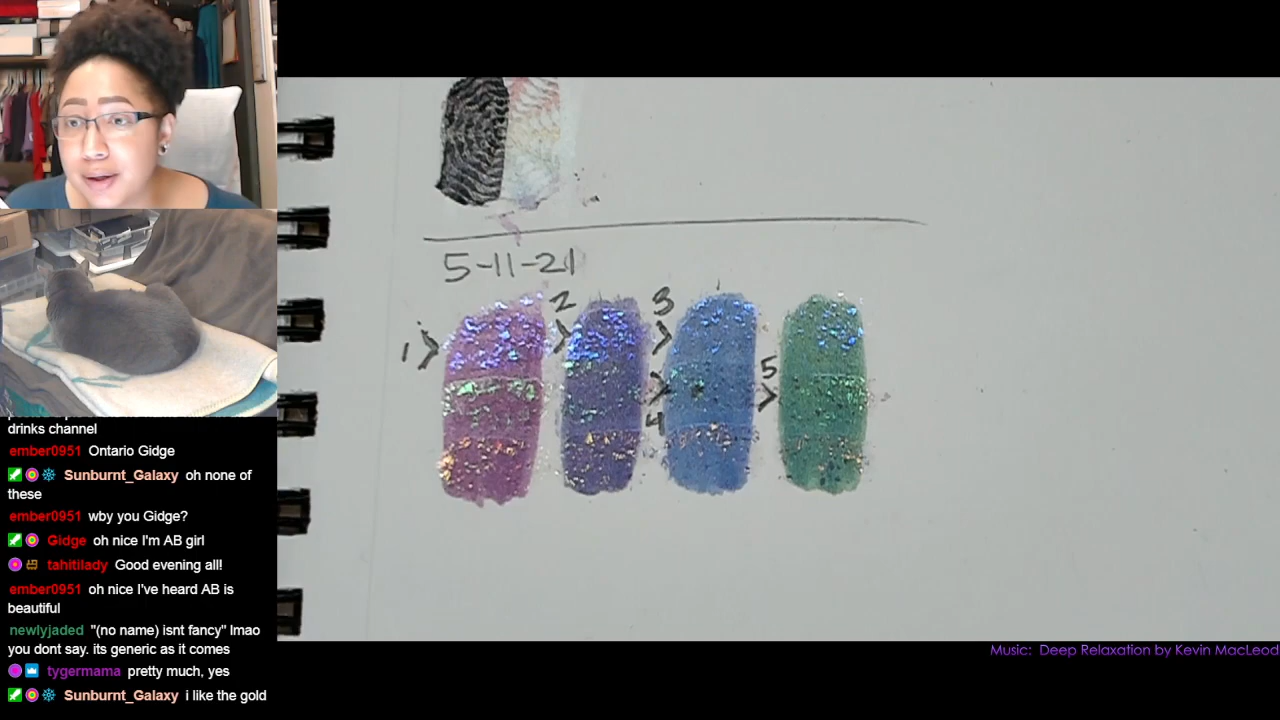 5-11-21
2
3
1 >
>
>
5
>
>
4
drinks channel
ember0951 Ontario Gidge
Sunburnt_Galaxy oh none of
these
ember0951 wby you Gidge?
Gidge oh nice I'm AB girl
tahitilady Good evening all!
ember0951 oh nice I've heard AB is
beautiful
newlyjaded "(no name) isnt fancy" lmao
you dont say. its generic as it comes
tygermama pretty much, yes
Sunburnt_Galaxy i like the gold
Music: Deep Relaxation by Kevin MacLeod